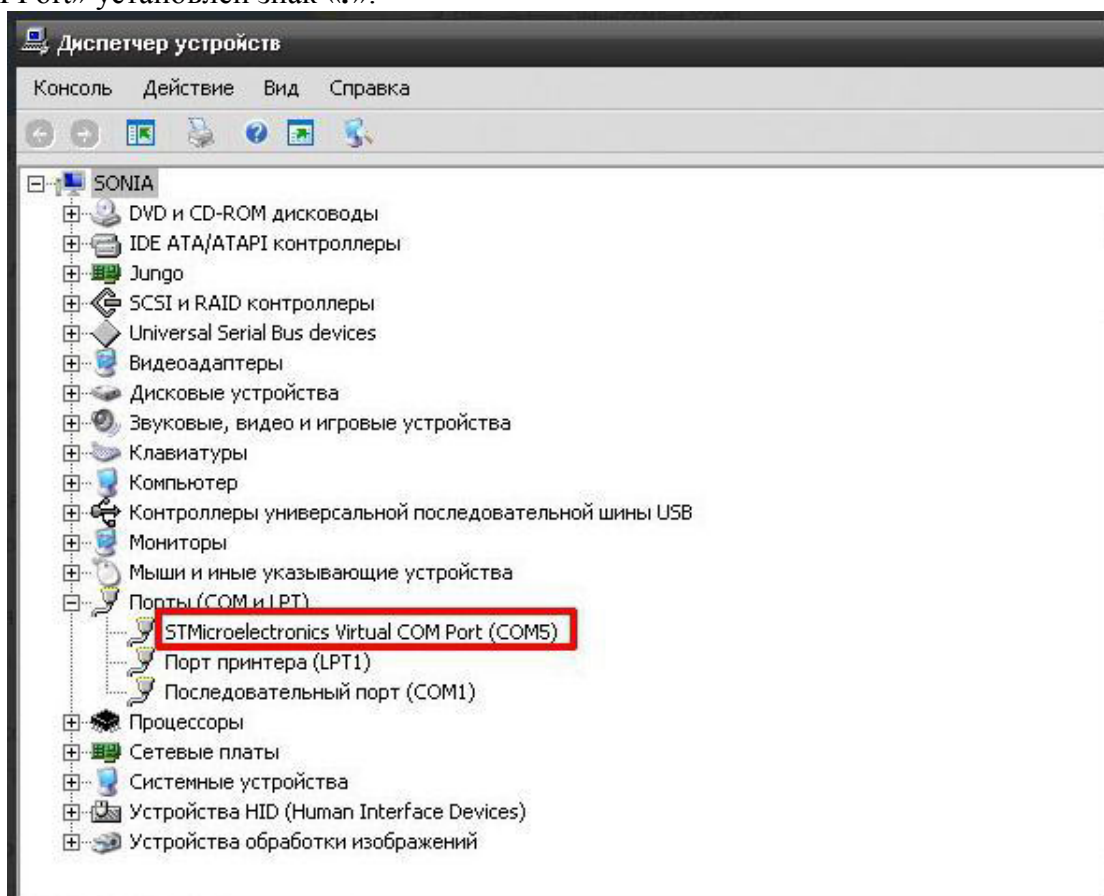 Port» установлен знак «!».
Диспетчер устройств
Консоль Действие Вид Справка
SONIA
DVD и CD-ROM дисководы
IDE ATA/ATAPI контроллеры
Jungo
SCSI и RAID контроллеры
Universal Serial Bus devices
Видеоадаптеры
Дисковые устройства
Звуковые, видео и игровые устройства
Клавиатуры
Компьютер
Контроллеры универсальной последовательной шины USB
Мониторы
Мыши и иные указывающие устройства
Порты (COM и LPT)
STMicroelectronics Virtual COM Port (COM5)
Порт принтера (LPT1)
Последовательный порт (COM1)
Процессоры
Сетевые платы
Системные устройства
Устройства HID (Human Interface Devices)
Устройства обработки изображений